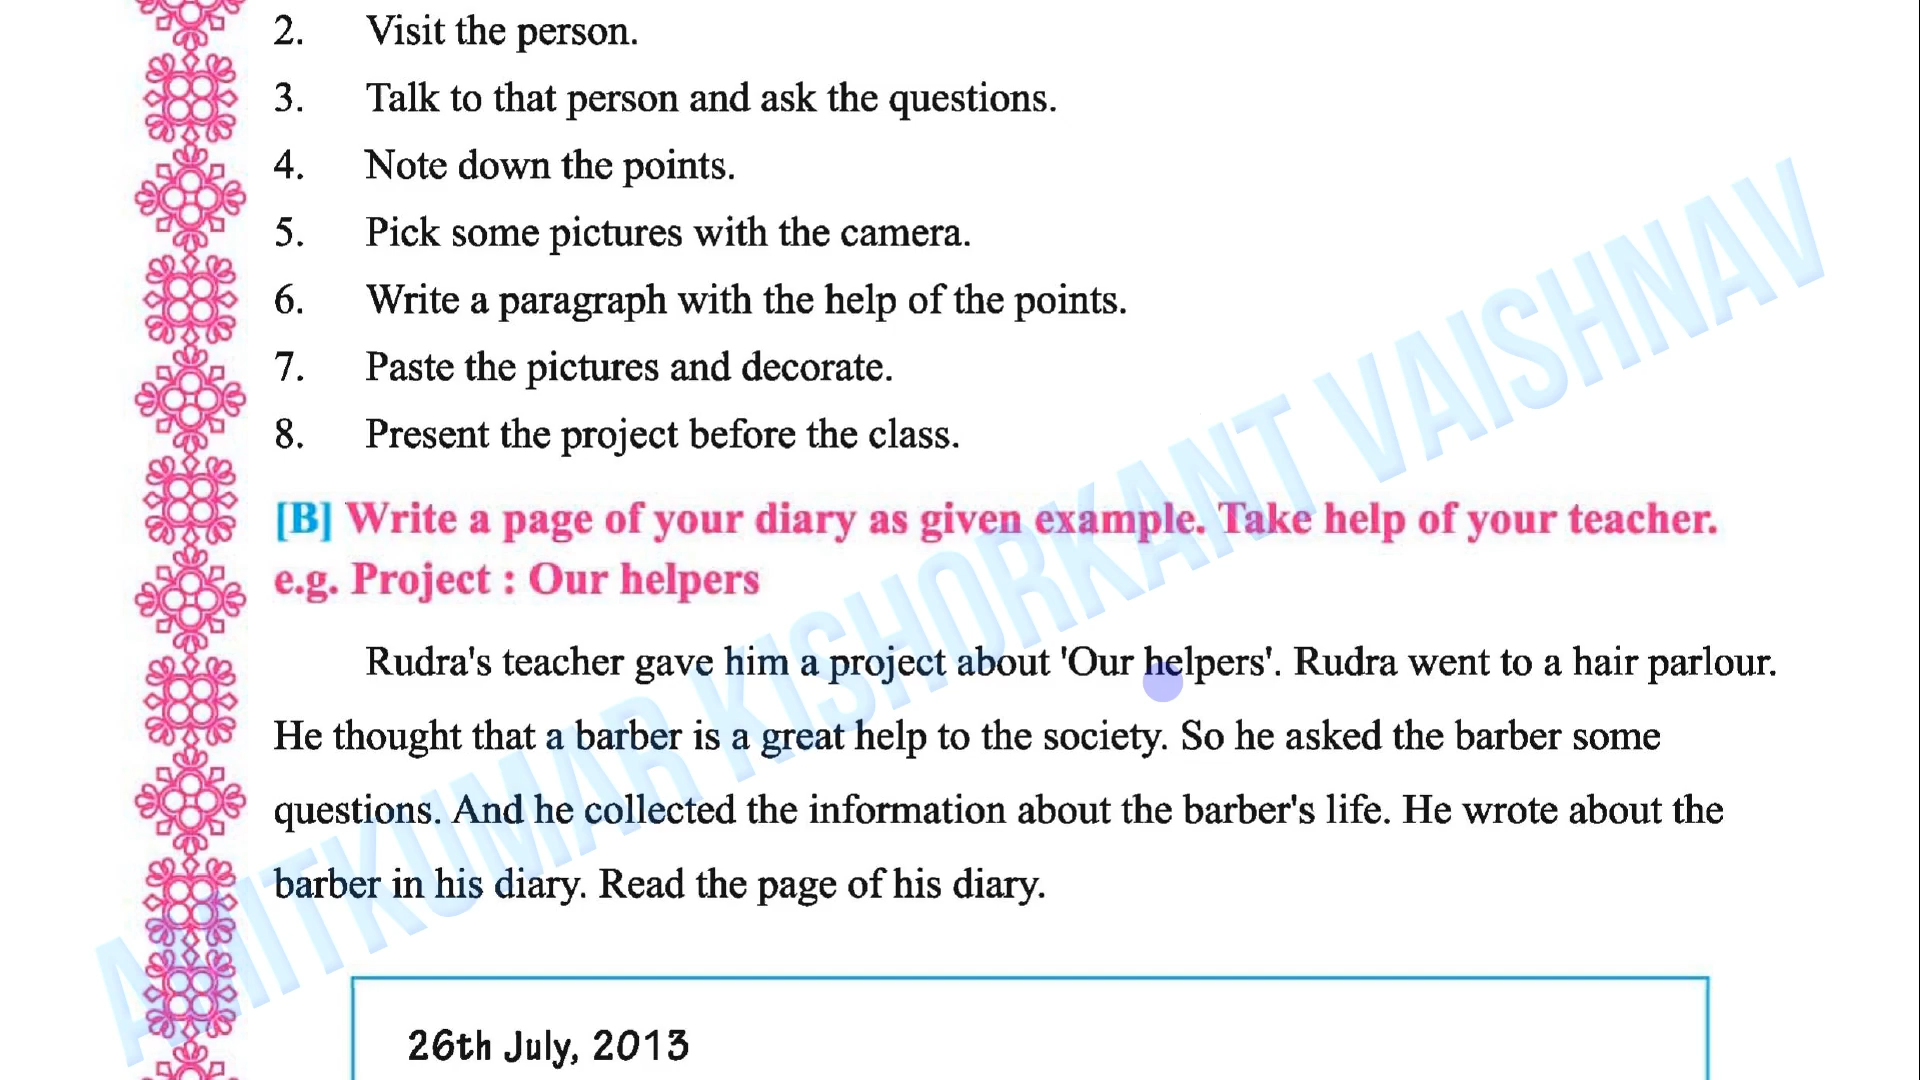 2. Visit the person.
3. Talk to that person and ask the questions.
4. Note down the points.
5. Pick some pictures with the camera.
6. Write a paragraph with the help of the points.
7. Paste the pictures and decorate.
8. Present the project before the class.
[B] Write a page of your diary as given example. Take help of your teacher.
e.g. Project : Our helpers
Rudra's teacher gave him a project about 'Our helpers'. Rudra went to a hair parlour.
He thought that a barber is a great help to the society. So he asked the barber some
questions. And he collected the information about the barber's life. He wrote about the
barber in his diary. Read the page of his diary.
26th July, 2013
AMITKUMAR KISHORKANT VAISHNAV